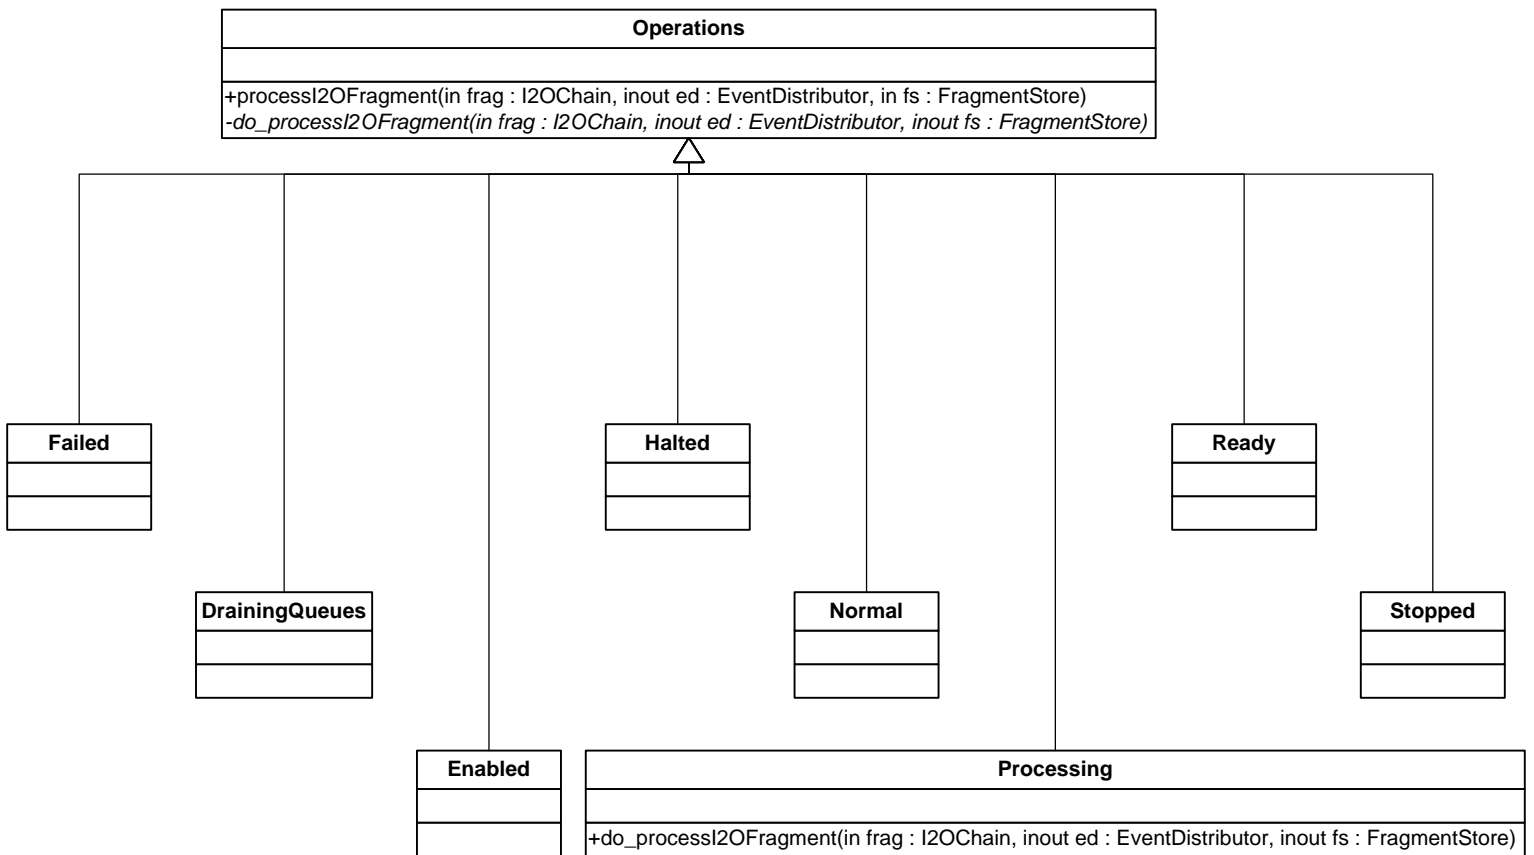 Operations
+processI2OFragment(in frag : I2OChain, inout ed : EventDistributor, in fs : FragmentStore)
-do_processI2OFragment(in frag : I2OChain, inout ed : EventDistributor, inout fs : FragmentStore)
Failed
Halted
Ready
DrainingQueues
Normal
Stopped
Enabled
Processing
+do_processI2OFragment(in frag : I2OChain, inout ed : EventDistributor, inout fs : FragmentStore)